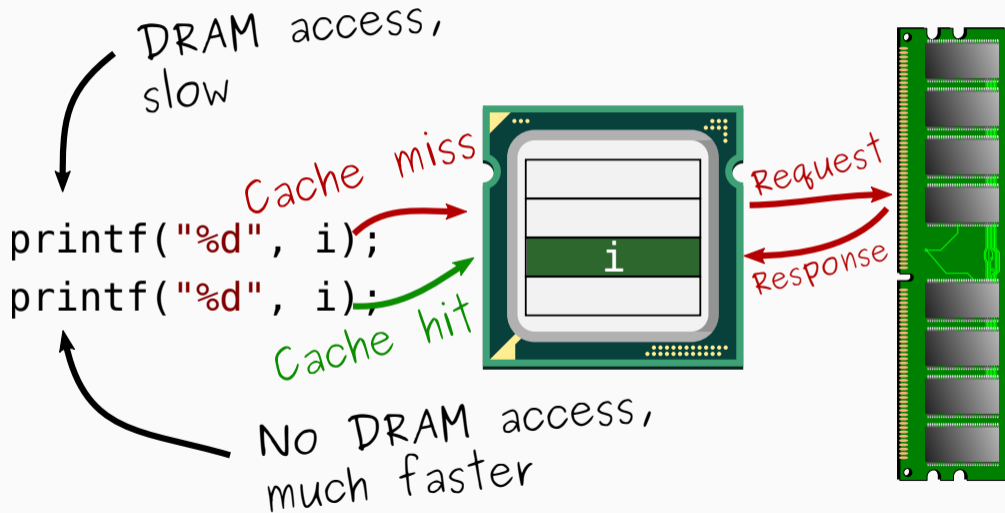 DRAM access,
slow
Cache miss
printf("%d", i);
printf("%d", i);
Cache hit
No DRAM access,
much faster
i
Request
Response